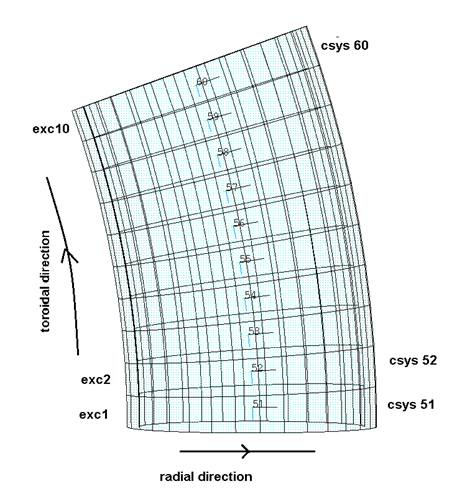 csys 60
60
59
exc10
58
57
56
toroidal direction
55
54
53
52
csys 52
exc2
51
csys 51
exc1
radial direction